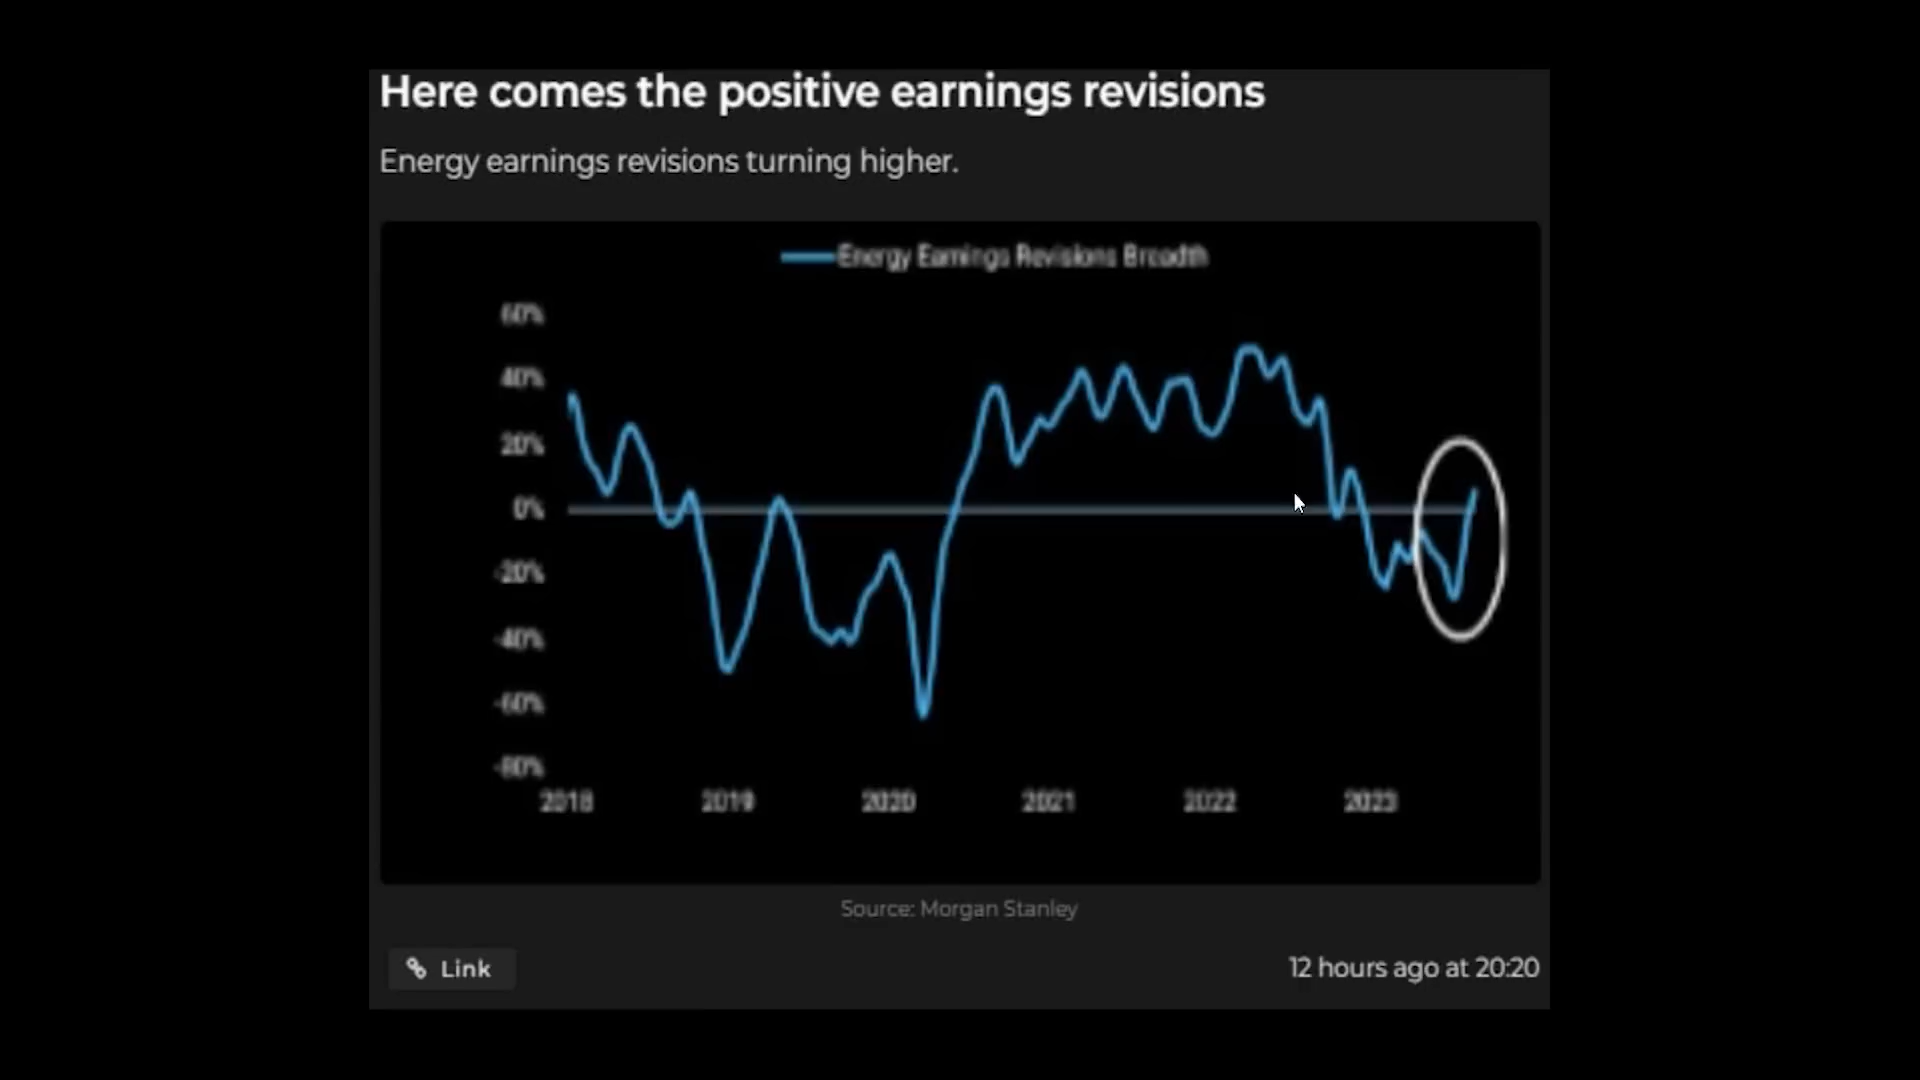 Here comes the positive earnings revisions
Energy earnings revisions turning higher.
Energy Earnings Revisions Breadth
60%
40%
20%
0%
-20%
-40%
-60%
-80%
2018 2019 2020 2021 2022 2023
Source: Morgan Stanley
Link
12 hours ago at 20:20